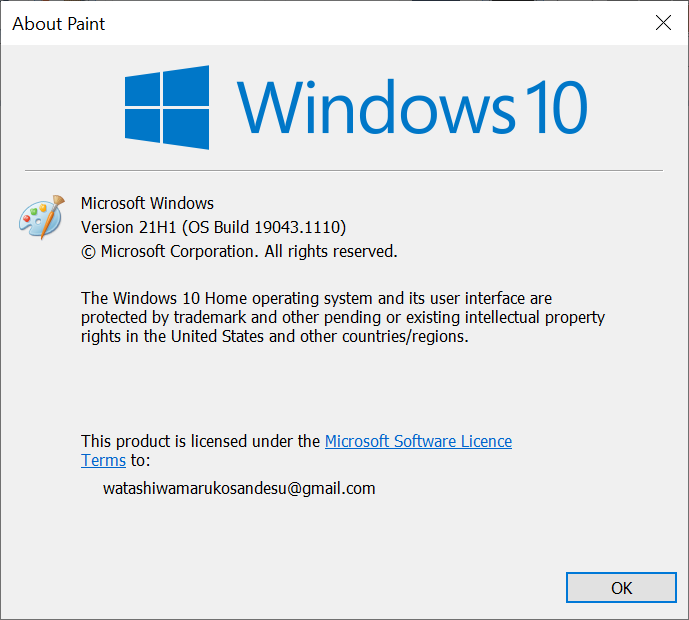 About Paint
Windows 10
Microsoft Windows
Version 21H1 (OS Build 19043.1110)
© Microsoft Corporation. All rights reserved.
The Windows 10 Home operating system and its user interface are
protected by trademark and other pending or existing intellectual property
rights in the United States and other countries/regions.
This product is licensed under the Microsoft Software Licence
Terms to:
watashiwamarukosandesu@gmail.com
OK